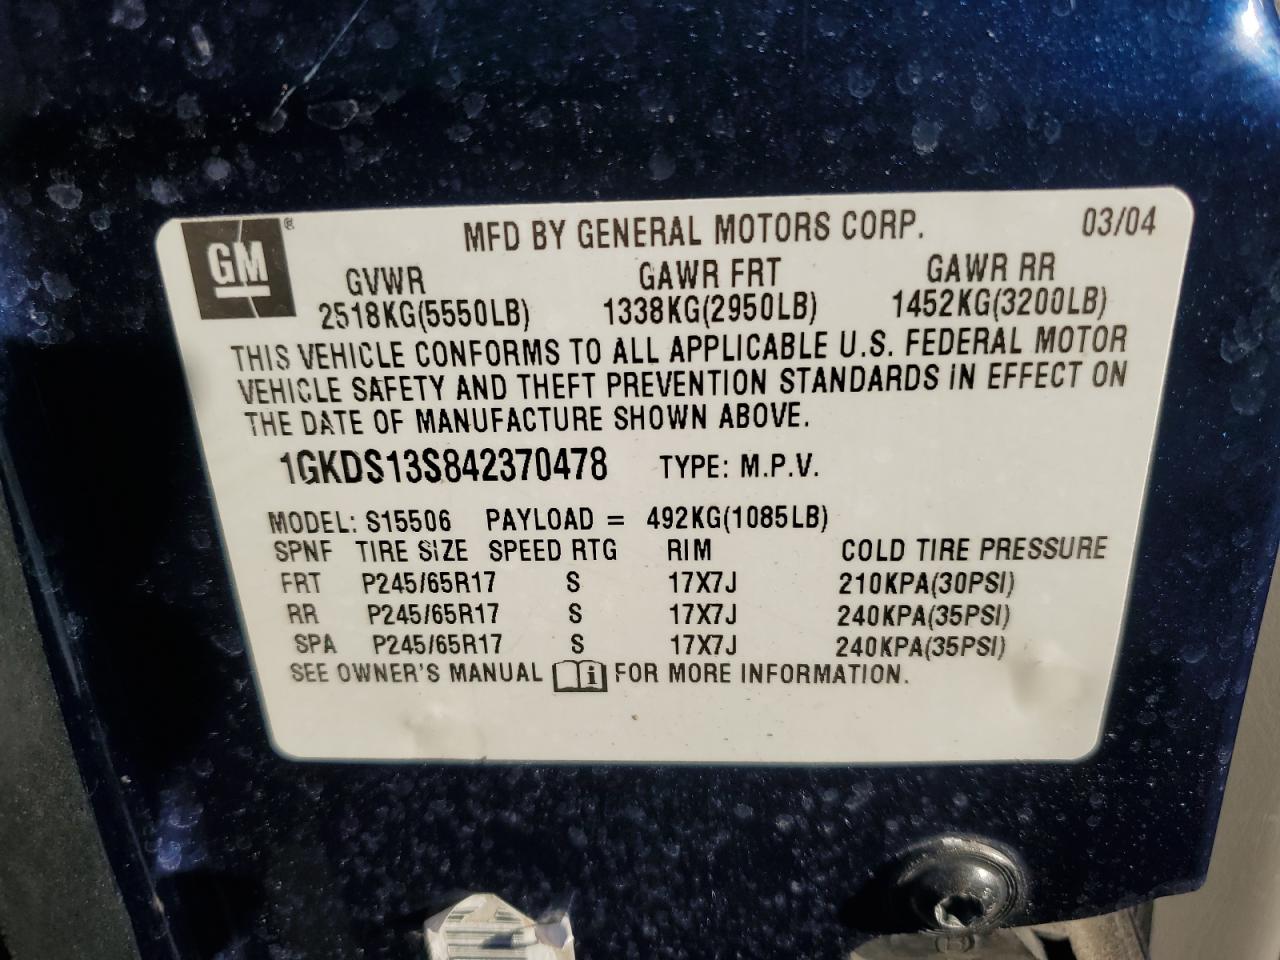 GM ® MFD BY GENERAL MOTORS CORP. 03/04
GVWR GAWR FRT GAWR RR
2518KG(5550LB) 1338KG(2950LB) 1452KG(3200LB)
THIS VEHICLE CONFORMS TO ALL APPLICABLE U.S. FEDERAL MOTOR
VEHICLE SAFETY AND THEFT PREVENTION STANDARDS IN EFFECT ON
THE DATE OF MANUFACTURE SHOWN ABOVE.
1GKDS13S842370478 TYPE: M.P.V.
MODEL: S15506 PAYLOAD = 492KG(1085LB)
SPNF TIRE SIZE SPEED RTG RIM COLD TIRE PRESSURE
FRT P245/65R17 S 17X7J 210KPA(30PSI)
RR P245/65R17 S 17X7J 240KPA(35PSI)
SPA P245/65R17 S 17X7J 240KPA(35PSI)
SEE OWNER'S MANUAL i FOR MORE INFORMATION.